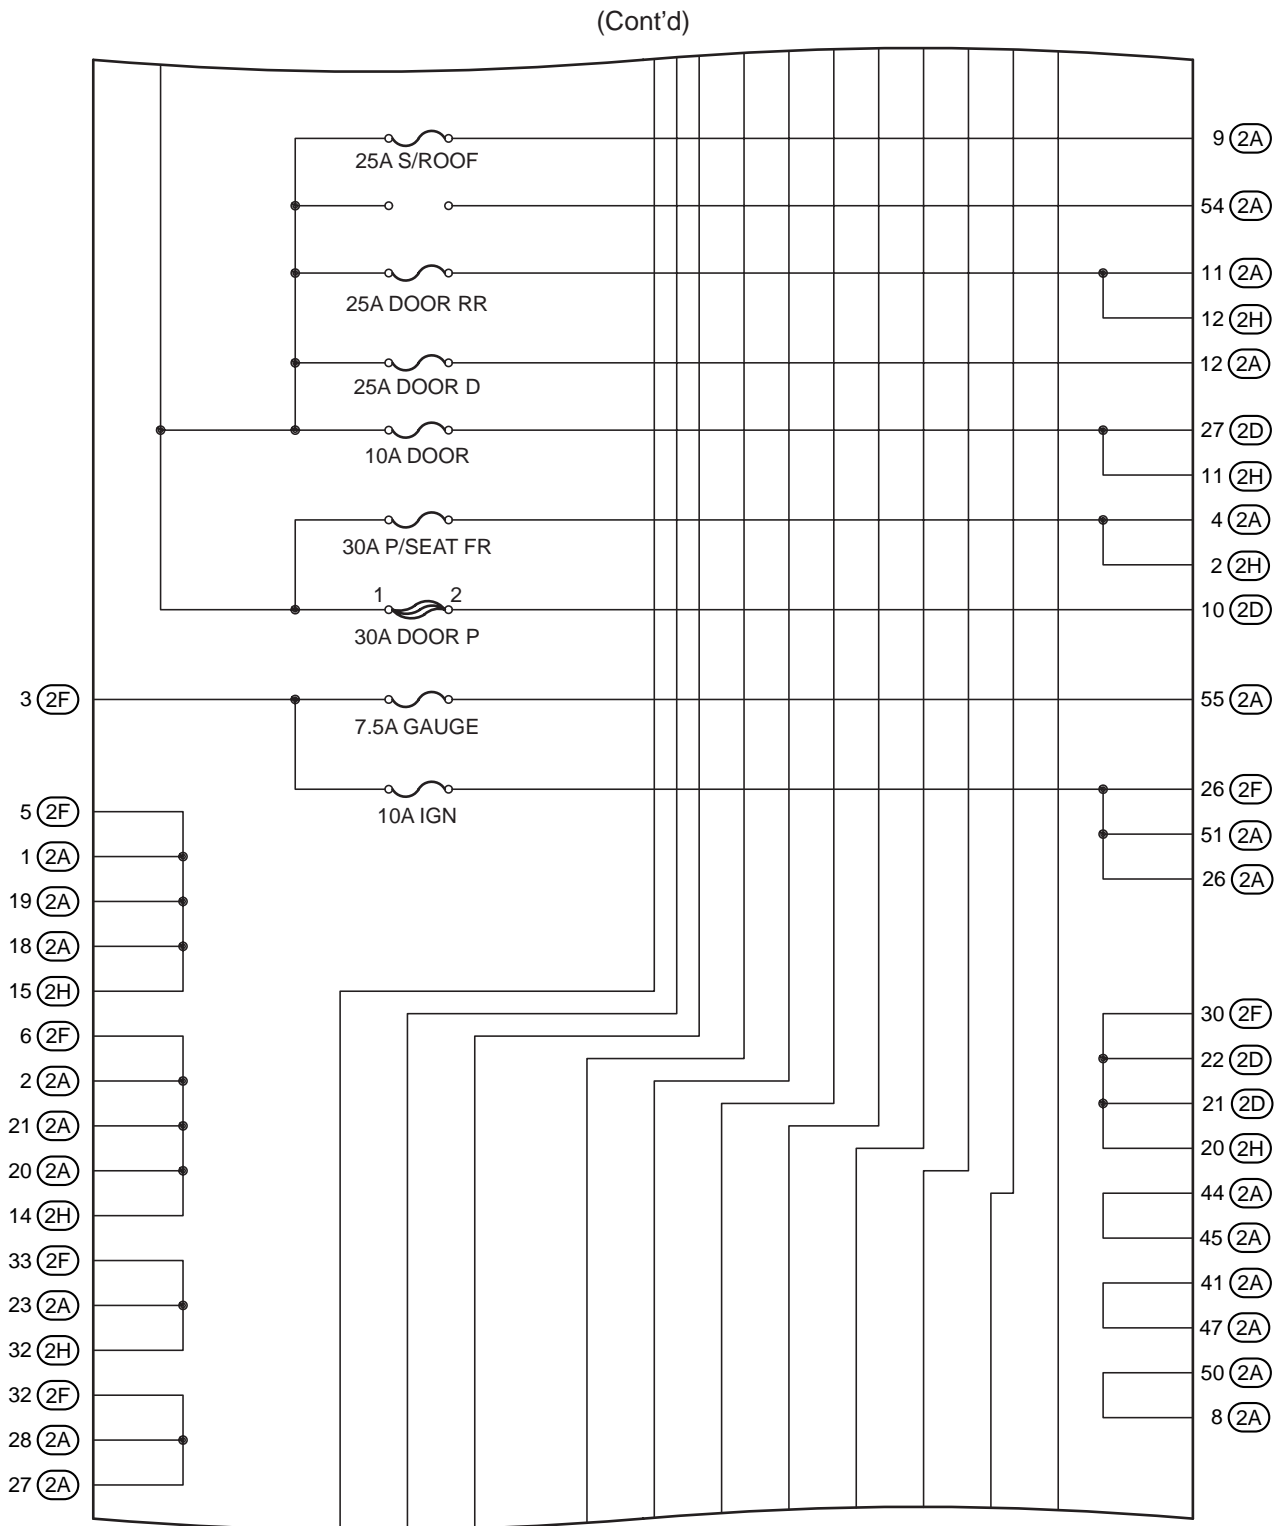 (Cont'd)
25A S/ROOF
9 2A
54 2A
25A DOOR RR
11 2A
12 2H
25A DOOR D
12 2A
10A DOOR
27 2D
11 2H
30A P/SEAT FR
4 2A
2 2H
1 2
30A DOOR P
10 2D
3 2F
7.5A GAUGE
55 2A
10A IGN
26 2F
51 2A
26 2A
5 2F
1 2A
19 2A
18 2A
15 2H
6 2F
2 2A
21 2A
20 2A
14 2H
33 2F
23 2A
32 2H
32 2F
28 2A
27 2A
30 2F
22 2D
21 2D
20 2H
44 2A
45 2A
41 2A
47 2A
50 2A
8 2A